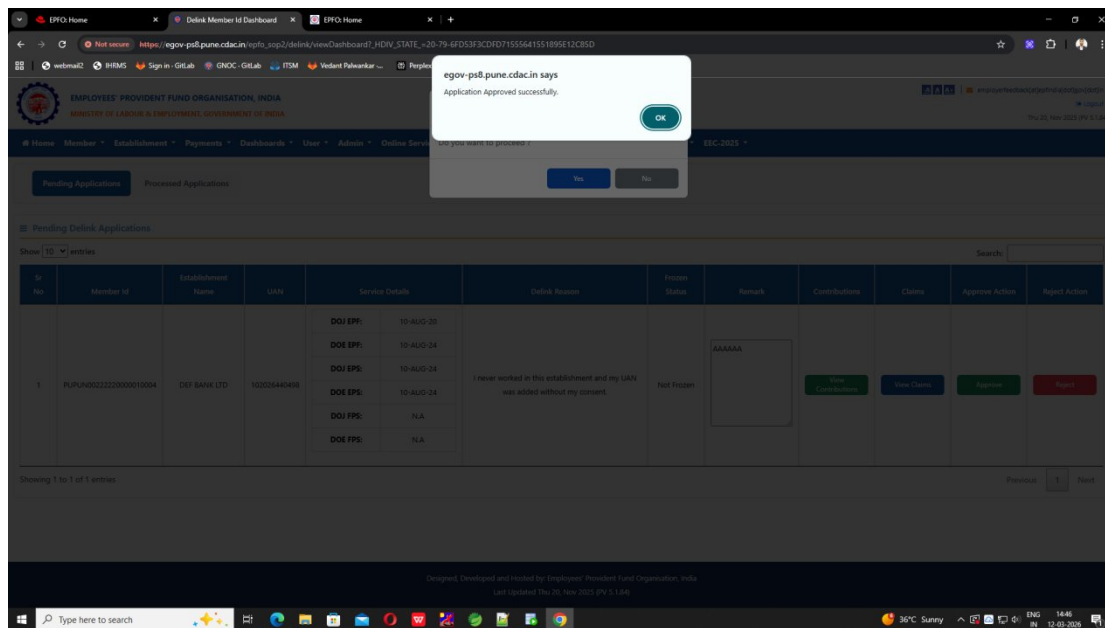 EPFO: Home
Delink Member Id Dashboard
EPFO: Home
Not secure https://egov-ps8.pune.cdac.in/epfo_sop2/delink/viewDashboard?_HDIV_STATE_=20-79-6FD53F3CDFD71555641551895E12C85D
webmail2 IHRMS Sign in · GitLab GNOC · GitLab ITSM Vedant Palwankar -...
egov-ps8.pune.cdac.in says
Application Approved successfully.
OK
EMPLOYEES' PROVIDENT FUND ORGANISATION, INDIA
MINISTRY OF LABOUR & EMPLOYMENT, GOVERNMENT OF INDIA
A A
Logout
Thu 20, Nov 2025 (PV 5.1.
Home Member Establishment Payments Dashboards User Admin Online Servi EEC-2025
Do you want to proceed ?
Yes No
Pending Applications Processed Applications
Pending Delink Applications
Show 10 entries
Search:
Sr No Member Id Establishment Name UAN Service Details Delink Reason Frozen Status Remark Contributions Claims Approve Action Reject Action
DOJ EPF: 10-AUG-20
DOE EPF: 10-AUG-24
DOJ EPS: 10-AUG-24
DOE EPS: 10-AUG-24
DOJ FPS: N.A
DOE FPS: N.A
1 PUPUN00222220000010004 DEF BANK LTD 102026440498
I never worked in this establishment and my UAN
was added without my consent.
Not Frozen
AAAAAA
View Contributions View Claims Approve Reject
Showing 1 to 1 of 1 entries
Previous 1 Next
Designed, Developed and Hosted by: Employees' Provident Fund Organisation, India
Last Updated Thu 20, Nov 2025 (PV 5.1.64)
Type here to search
36°C Sunny
ENG
IN
14:46
12-03-2026